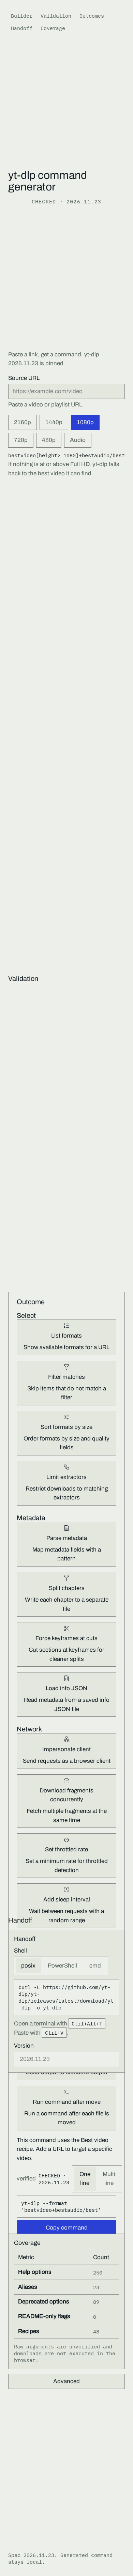 Builder Validation Outcomes
Handoff Coverage
yt-dlp command
generator
CHECKED · 2026.11.23
Paste a link, get a command. yt-dlp
2026.11.23 is pinned
Source URL
https://example.com/video
Paste a video or playlist URL.
2160p 1440p 1080p
720p 480p Audio
bestvideo[height>=1080]+bestaudio/best
If nothing is at or above Full HD, yt-dlp falls
back to the best video it can find.
Validation
Outcome
Select
List formats
Show available formats for a URL
Filter matches
Skip items that do not match a
filter
Sort formats by size
Order formats by size and quality
fields
Limit extractors
Restrict downloads to matching
extractors
Metadata
Parse metadata
Map metadata fields with a
pattern
Split chapters
Write each chapter to a separate
file
Force keyframes at cuts
Cut sections at keyframes for
cleaner splits
Load info JSON
Read metadata from a saved info
JSON file
Network
Impersonate client
Send requests as a browser client
Download fragments
concurrently
Fetch multiple fragments at the
same time
Set throttled rate
Set a minimum rate for throttled
detection
Add sleep interval
Wait between requests with a
random range
Handoff
Handoff
Shell
posix PowerShell cmd
curl -L https://github.com/yt-
dlp/yt-
dlp/releases/latest/download/yt
-dlp -o yt-dlp
Open a terminal with Ctrl+Alt+T
Paste with Ctrl+V
Version
2026.11.23
Send output to standard output
Run command after move
Run a command after each file is
moved
This command uses the Best video
recipe. Add a URL to target a specific
video.
verified CHECKED · 2026.11.23 One line Multi line
yt-dlp --format
'bestvideo+bestaudio/best'
Copy command
Coverage
Metric Count
Help options 250
Aliases 23
Deprecated options 89
README-only flags 8
Recipes 40
Raw arguments are unverified and
downloads are not executed in the
browser.
Advanced
Spec 2026.11.23. Generated command
stays local.